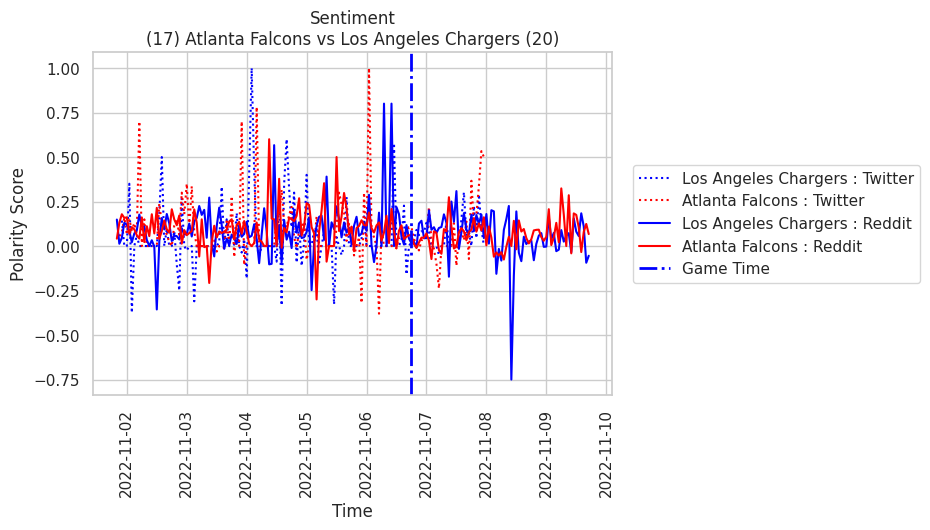 Sentiment
(17) Atlanta Falcons vs Los Angeles Chargers (20)
Polarity Score
1.00
0.75
0.50
0.25
0.00
−0.25
−0.50
−0.75
2022-11-02
2022-11-03
2022-11-04
2022-11-05
2022-11-06
2022-11-07
2022-11-08
2022-11-09
2022-11-10
Time
Los Angeles Chargers : Twitter
Atlanta Falcons : Twitter
Los Angeles Chargers : Reddit
Atlanta Falcons : Reddit
Game Time